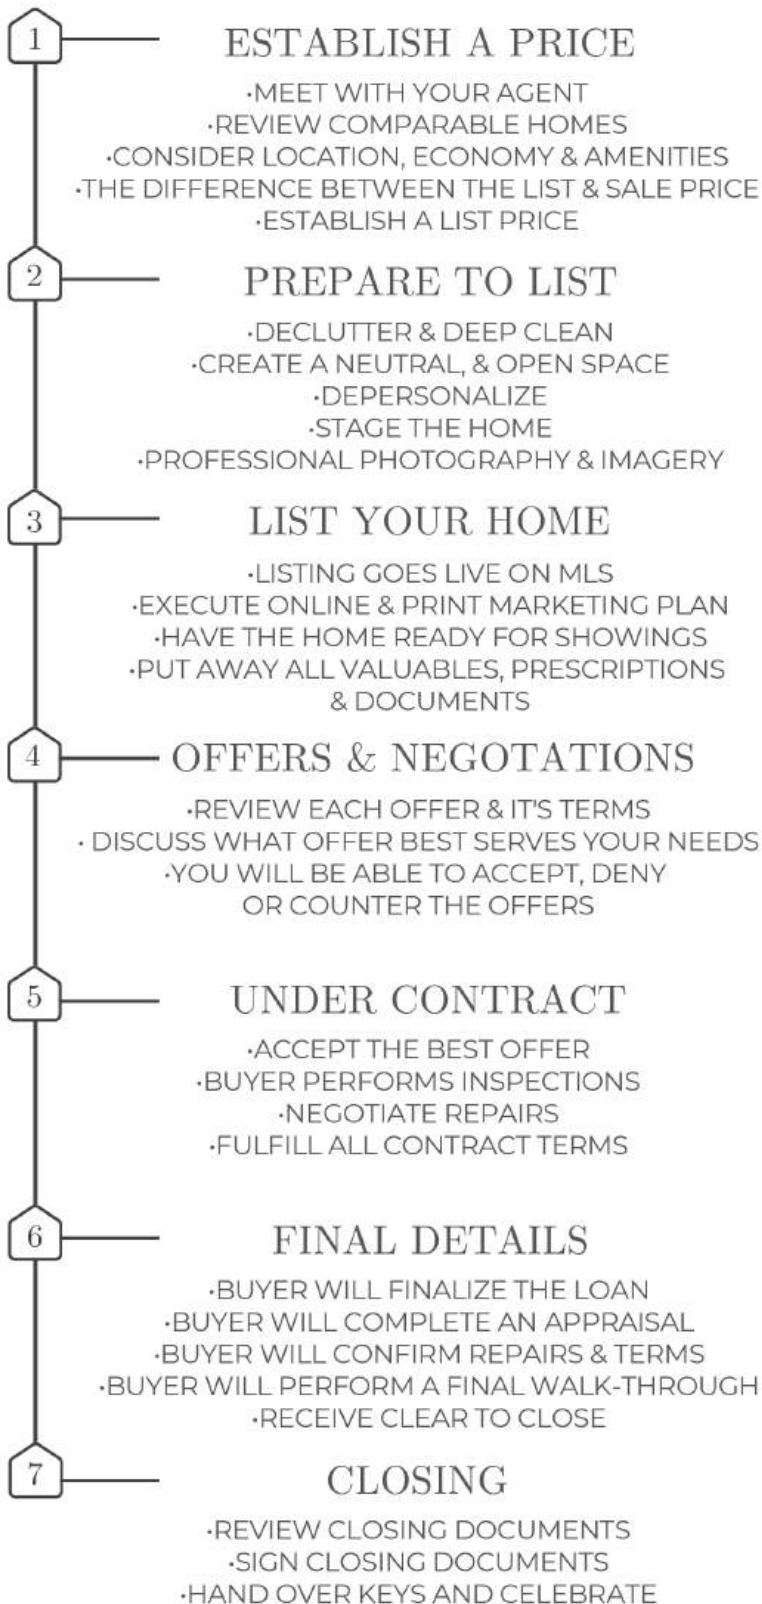 1
ESTABLISH A PRICE
·MEET WITH YOUR AGENT
·REVIEW COMPARABLE HOMES
·CONSIDER LOCATION, ECONOMY & AMENITIES
·THE DIFFERENCE BETWEEN THE LIST & SALE PRICE
·ESTABLISH A LIST PRICE
2
PREPARE TO LIST
·DECLUTTER & DEEP CLEAN
·CREATE A NEUTRAL, & OPEN SPACE
·DEPERSONALIZE
·STAGE THE HOME
·PROFESSIONAL PHOTOGRAPHY & IMAGERY
3
LIST YOUR HOME
·LISTING GOES LIVE ON MLS
·EXECUTE ONLINE & PRINT MARKETING PLAN
·HAVE THE HOME READY FOR SHOWINGS
·PUT AWAY ALL VALUABLES, PRESCRIPTIONS
& DOCUMENTS
4
OFFERS & NEGOTATIONS
·REVIEW EACH OFFER & IT'S TERMS
· DISCUSS WHAT OFFER BEST SERVES YOUR NEEDS
·YOU WILL BE ABLE TO ACCEPT, DENY
OR COUNTER THE OFFERS
5
UNDER CONTRACT
·ACCEPT THE BEST OFFER
·BUYER PERFORMS INSPECTIONS
·NEGOTIATE REPAIRS
·FULFILL ALL CONTRACT TERMS
6
FINAL DETAILS
·BUYER WILL FINALIZE THE LOAN
·BUYER WILL COMPLETE AN APPRAISAL
·BUYER WILL CONFIRM REPAIRS & TERMS
·BUYER WILL PERFORM A FINAL WALK-THROUGH
·RECEIVE CLEAR TO CLOSE
7
CLOSING
·REVIEW CLOSING DOCUMENTS
·SIGN CLOSING DOCUMENTS
·HAND OVER KEYS AND CELEBRATE